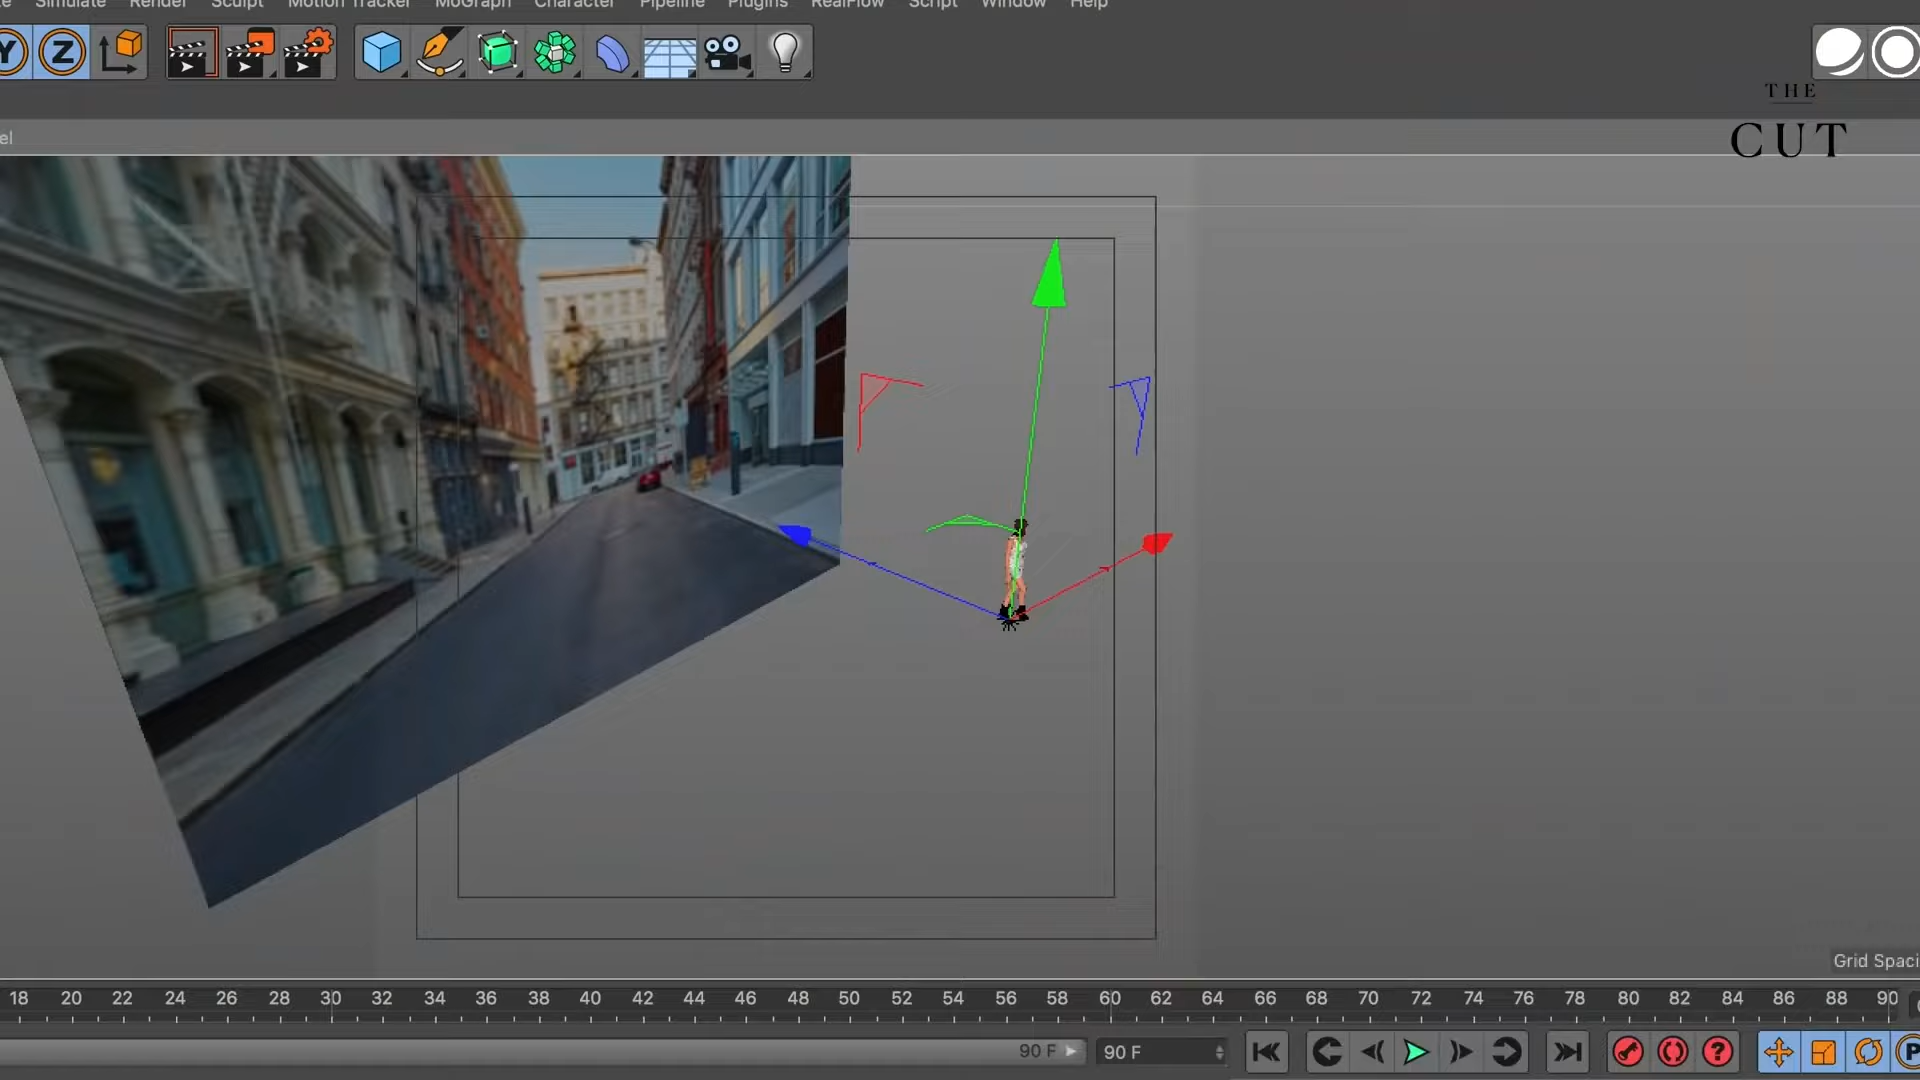 Simulate Render Sculpt Motion Tracker MoGraph Character Pipeline Plugins RealFlow Script Window Help
Y Z
THE
CUT
el
Grid Spaci
18 20 22 24 26 28 30 32 34 36 38 40 42 44 46 48 50 52 54 56 58 60 62 64 66 68 70 72 74 76 78 80 82 84 86 88 90
90 F 90 F ? P